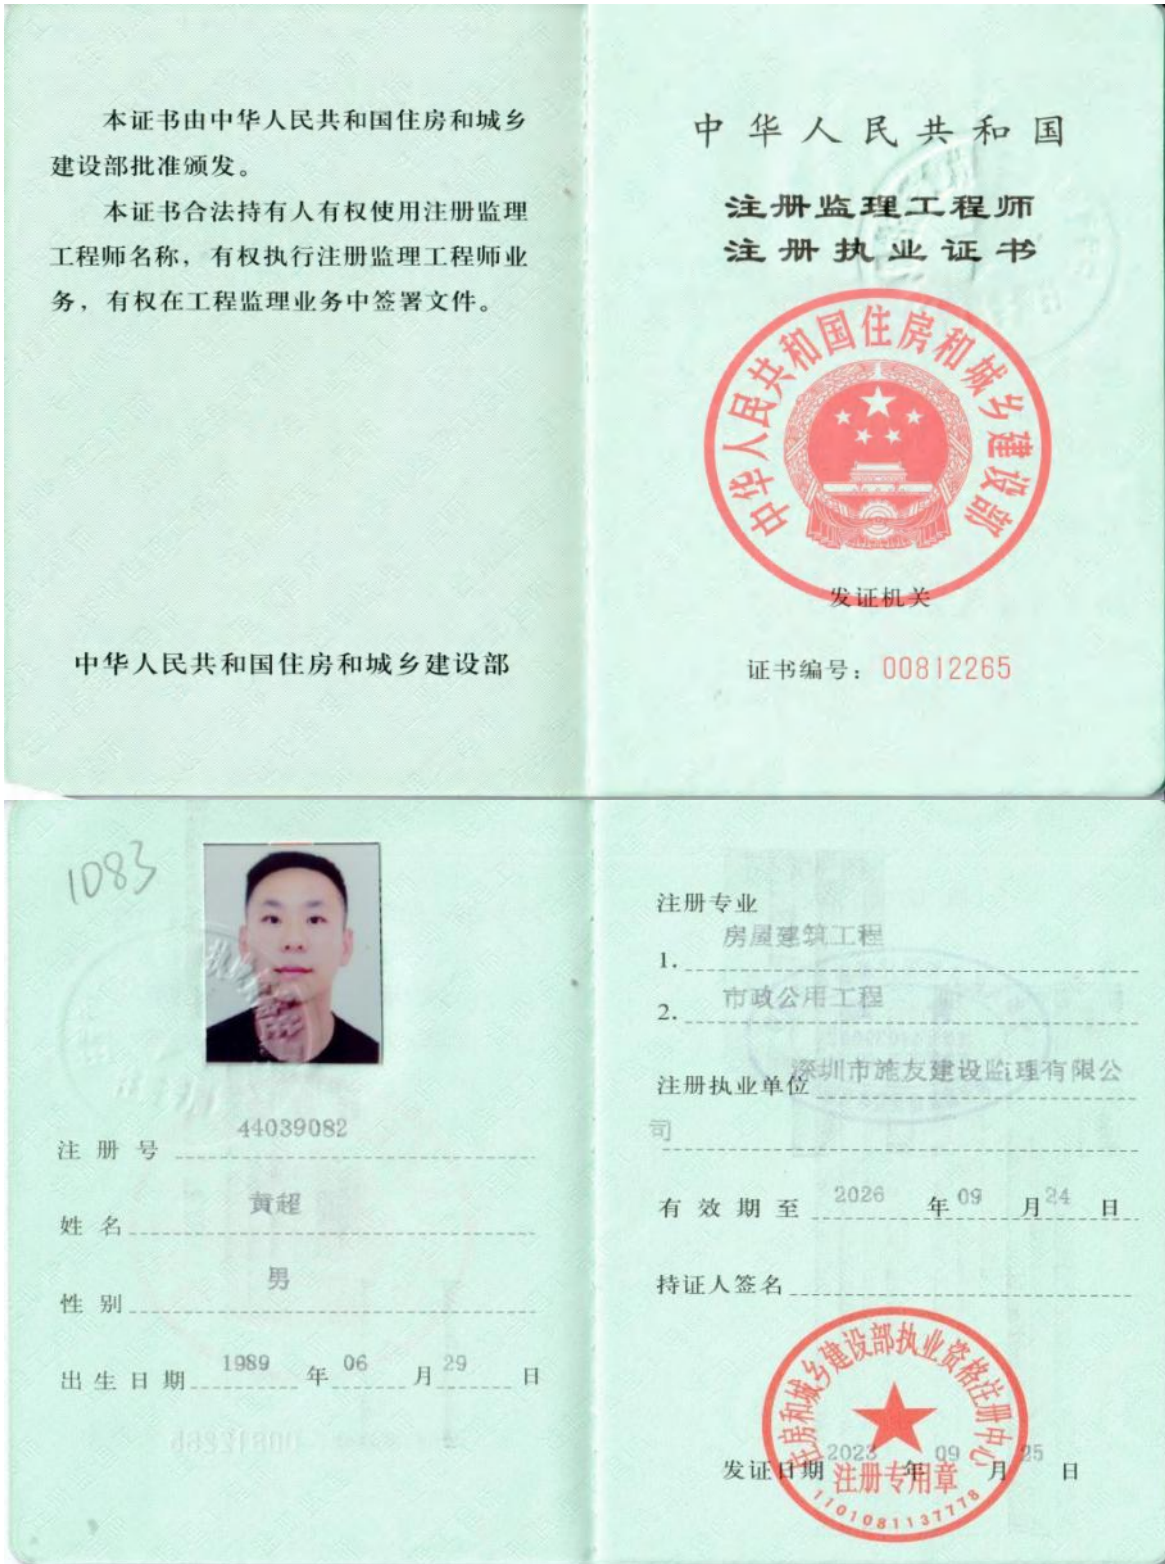 本证书由中华人民共和国住房和城乡
建设部批准颁发。
本证书合法持有人有权使用注册监理
工程师名称，有权执行注册监理工程师业
务，有权在工程监理业务中签署文件。
中华人民共和国住房和城乡建设部
中华人民共和国
注册监理工程师
注册执业证书
中华人民共和国住房和城乡建设部
发证机关
证书编号：00812265
1083
注册号 44039082
姓名 黄超
性别 男
出生日期 1989 年 06 月 29 日
注册专业
1. 房屋建筑工程
2. 市政公用工程
注册执业单位 深圳市施友建设监理有限公
司
有效期至 2026 年 09 月 24 日
持证人签名
住房和城乡建设部执业资格注册中心
发证日期 2023 年 09 月 25 日
注册专用章
1101081137778